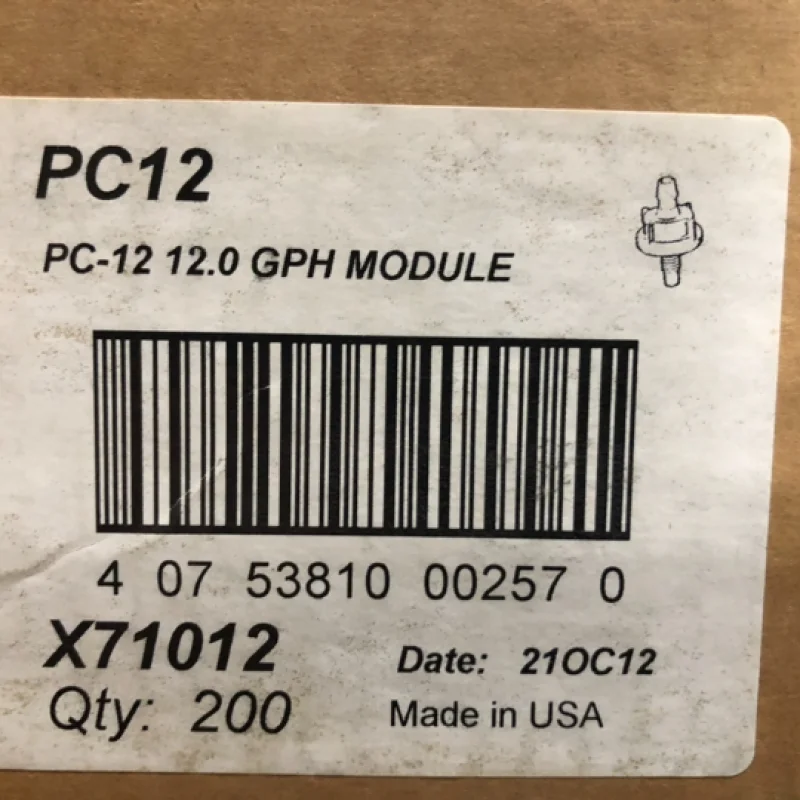 PC12
PC-12 12.0 GPH MODULE
4 07 53810 00257 0
X71012
Date: 21OC12
Qty: 200
Made in USA